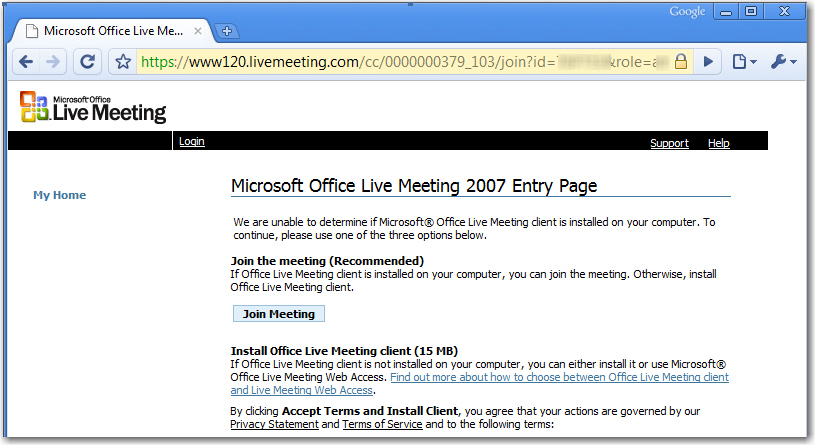 Google
Microsoft Office Live Me...
https://www120.livemeeting.com/cc/0000000379_103/join?id= &role=
Microsoft® Office
Live Meeting
Login
Support
Help
My Home
Microsoft Office Live Meeting 2007 Entry Page
We are unable to determine if Microsoft® Office Live Meeting client is installed on your computer. To
continue, please use one of the three options below.
Join the meeting (Recommended)
If Office Live Meeting client is installed on your computer, you can join the meeting. Otherwise, install
Office Live Meeting client.
Join Meeting
Install Office Live Meeting client (15 MB)
If Office Live Meeting client is not installed on your computer, you can either install it or use Microsoft®
Office Live Meeting Web Access. Find out more about how to choose between Office Live Meeting client
and Live Meeting Web Access.
By clicking Accept Terms and Install Client, you agree that your actions are governed by our
Privacy Statement and Terms of Service and to the following terms: